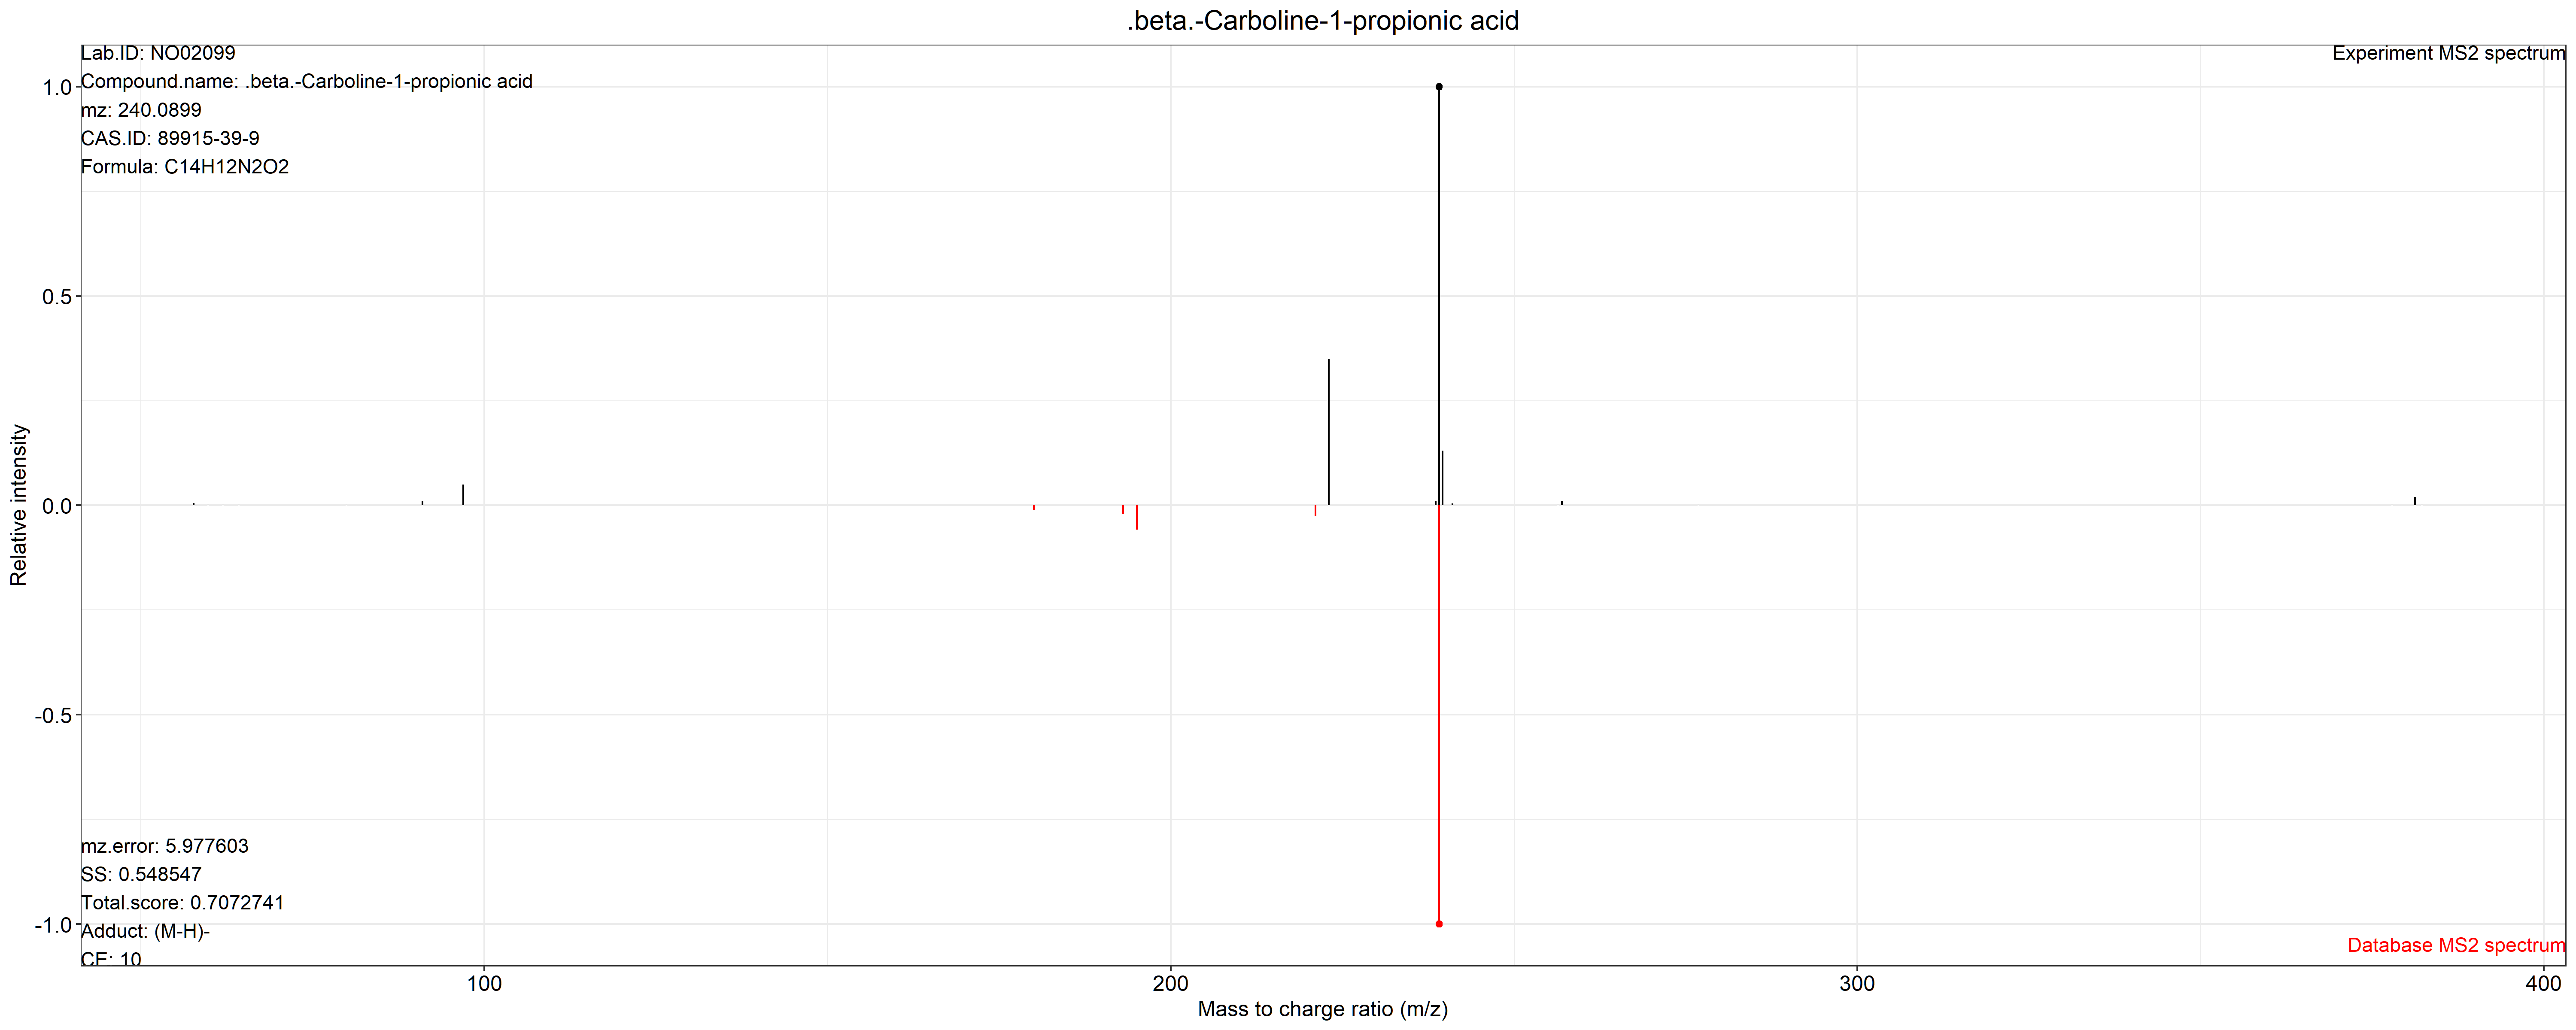 .beta.-Carboline-1-propionic acid
Lab.ID: NO02099
Experiment MS2 spectrum
Compound.name: .beta.-Carboline-1-propionic acid
mz: 240.0899
CAS.ID: 89915-39-9
Formula: C14H12N2O2
1.0
0.5
0.0
-0.5
-1.0
Relative intensity
mz.error: 5.977603
SS: 0.548547
Total.score: 0.7072741
Adduct: (M-H)-
CE: 10
Database MS2 spectrum
100
200
300
400
Mass to charge ratio (m/z)